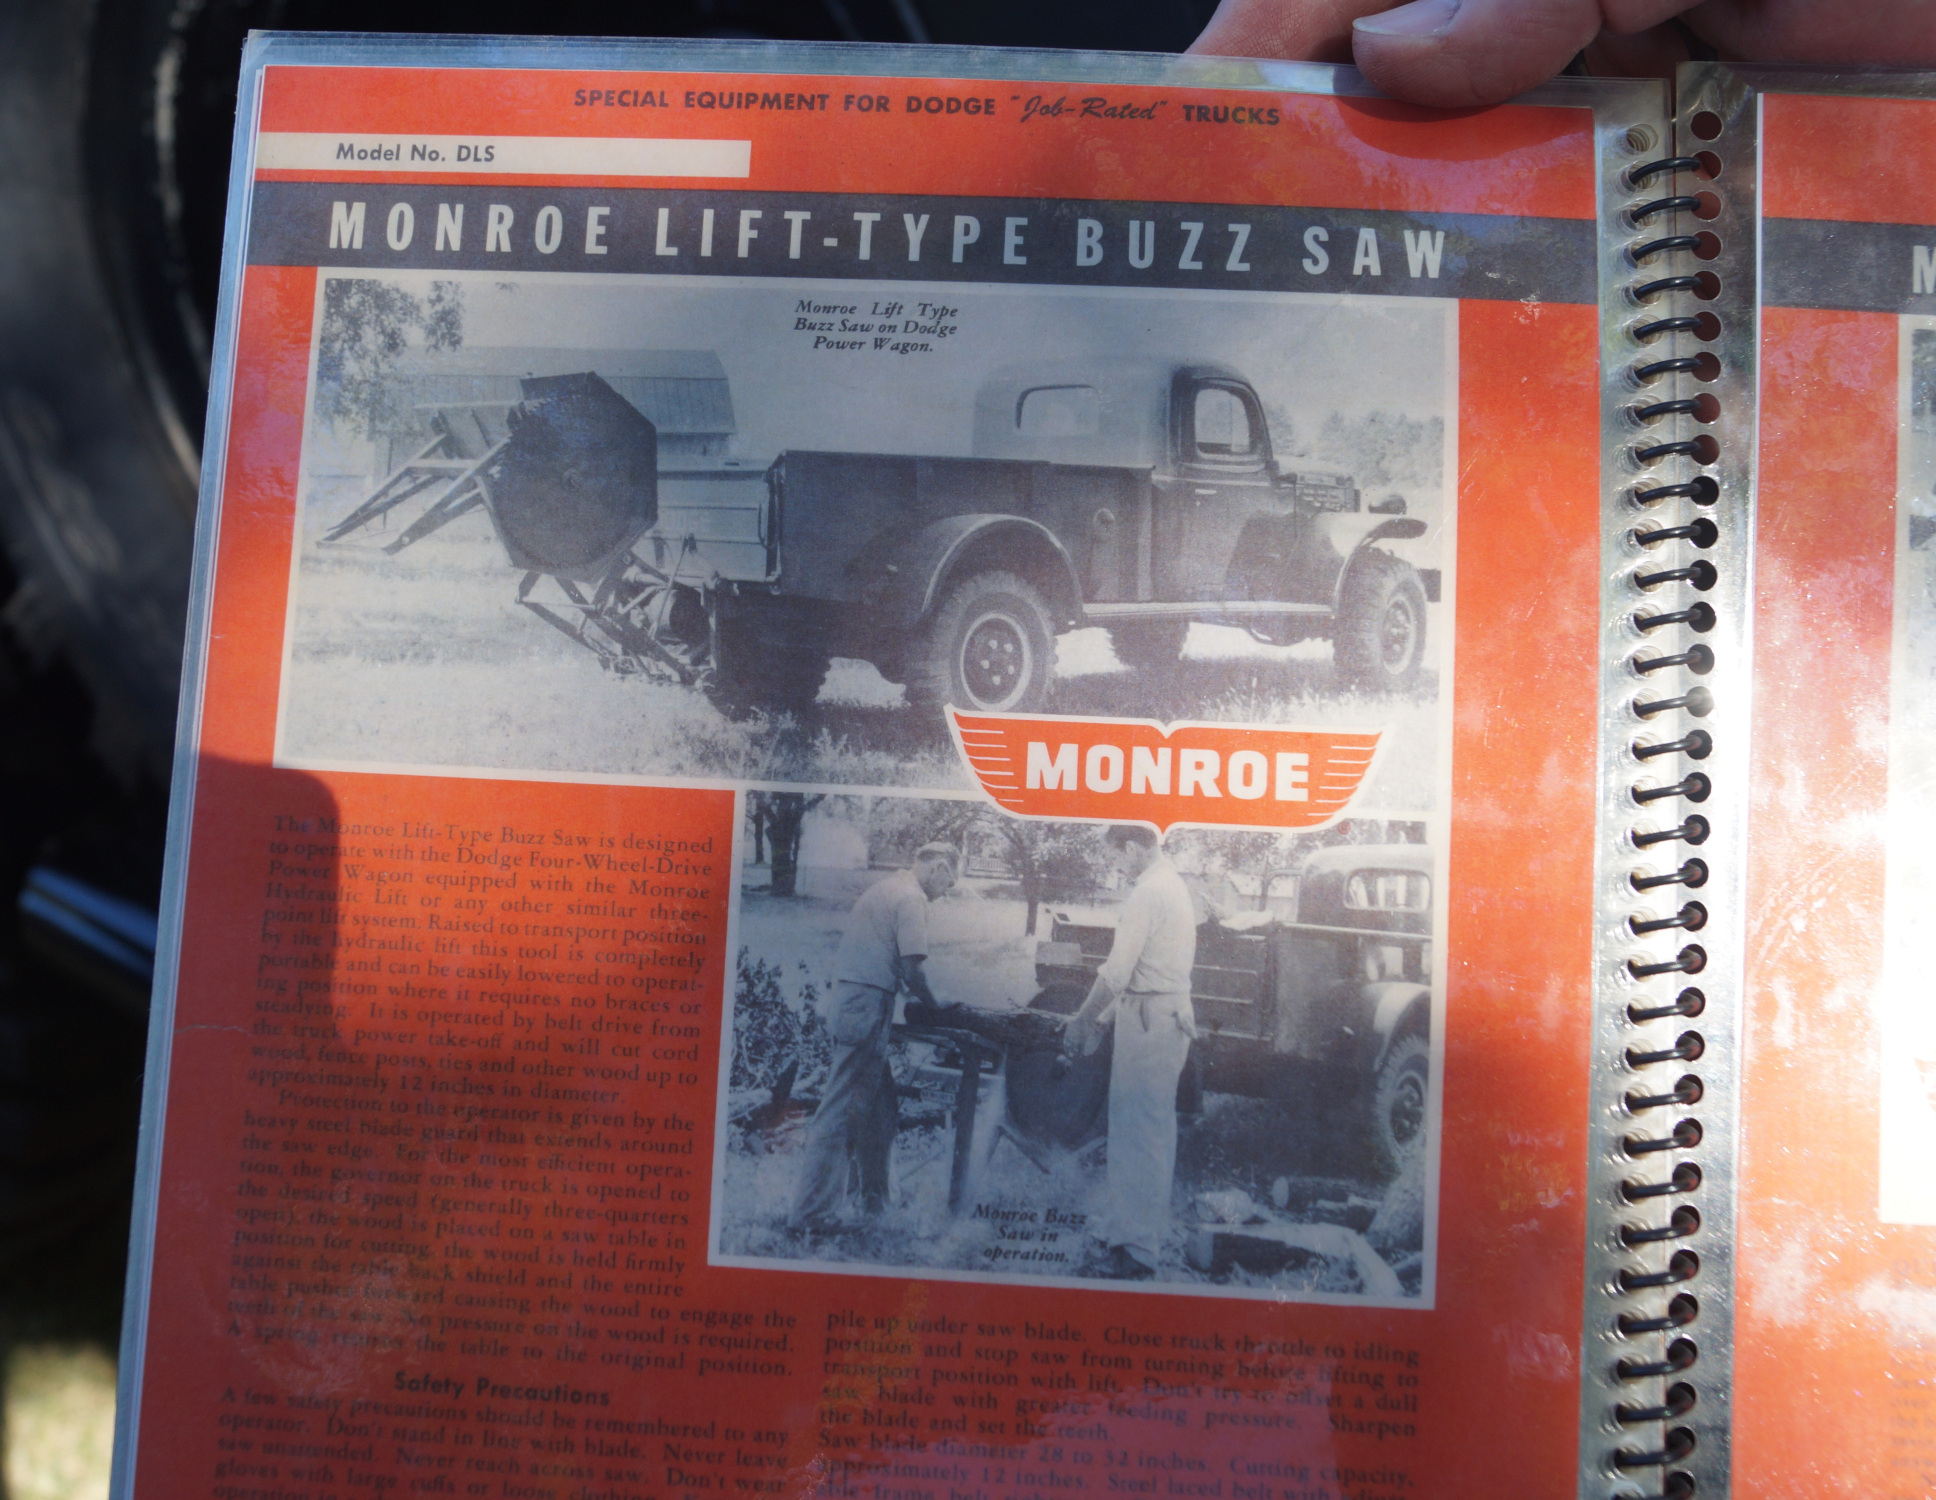 SPECIAL EQUIPMENT FOR DODGE "Job-Rated" TRUCKS
Model No. DLS
MONROE LIFT-TYPE BUZZ SAW
M
Monroe Lift Type
Buzz Saw on Dodge
Power Wagon.
MONROE
The Monroe Lift-Type Buzz Saw is designed
to operate with the Dodge Four-Wheel-Drive
Power Wagon equipped with the Monroe
Hydraulic Lift or any other similar three-
point lift system. Raised to transport position
by the hydraulic lift this tool is completely
portable and can be easily lowered to operat-
ing position where it requires no braces or
steadying. It is operated by belt drive from
the truck power take-off and will cut cord
wood, fence posts, ties and other wood up to
approximately 12 inches in diameter.
Protection to the operator is given by the
heavy steel blade guard that extends around
the saw edge. For the most efficient opera-
tion, the governor on the truck is opened to
the desired speed (generally three-quarters
open), the wood is placed on a saw table in
position for cutting, the wood is held firmly
against the table back shield and the entire
table pushed forward causing the wood to engage the
teeth of the saw. No pressure on the wood is required.
A spring returns the table to the original position.
Monroe Buzz
Saw in
operation.
Safety Precautions
A few safety precautions should be remembered to any
operator. Don't stand in line with blade. Never leave
saw unattended. Never reach across saw. Don't wear
gloves with large cuffs or loose clothing.
operation
pile up under saw blade. Close truck throttle to idling
position and stop saw from turning before lifting to
transport position with lift. Don't try to offset a dull
saw blade with greater feeding pressure. Sharpen
the blade and set the teeth.
Saw blade diameter 28 to 32 inches. Cutting capacity,
approximately 12 inches. Steel laced belt with
frame belt